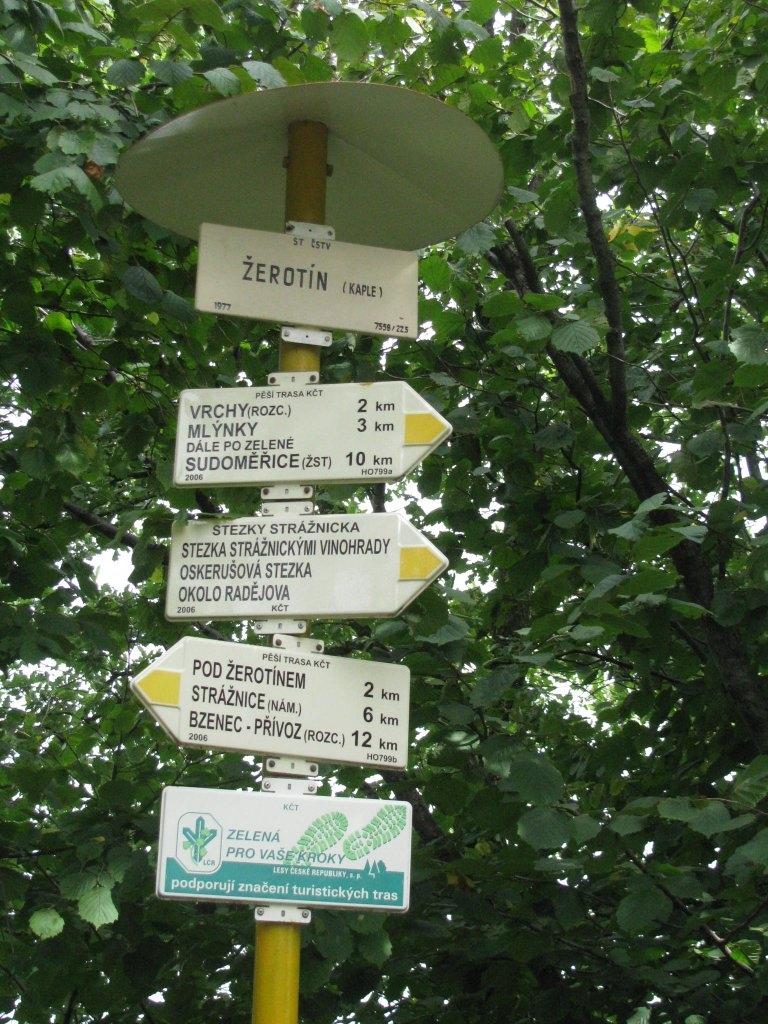 ST ČSTV
ŽEROTÍN (KAPLE)
1977 7559/225
PĚŠÍ TRASA KČT
VRCHY (ROZC.) 2 km
MLÝNKY 3 km
DÁLE PO ZELENÉ
SUDOMĚŘICE (ŽST) 10 km
2006 HO799a
STEZKY STRÁŽNICKA
STEZKA STRÁŽNICKÝMI VINOHRADY
OSKERUŠOVÁ STEZKA
OKOLO RADĚJOVA
2006 KČT
PĚŠÍ TRASA KČT
POD ŽEROTÍNEM 2 km
STRÁŽNICE (NÁM.) 6 km
BZENEC - PŘÍVOZ (ROZC.) 12 km
2006 HO799b
KČT
LCR
ZELENÁ
PRO VAŠE KROKY
LESY ČESKÉ REPUBLIKY, s. p.
podporují značení turistických tras